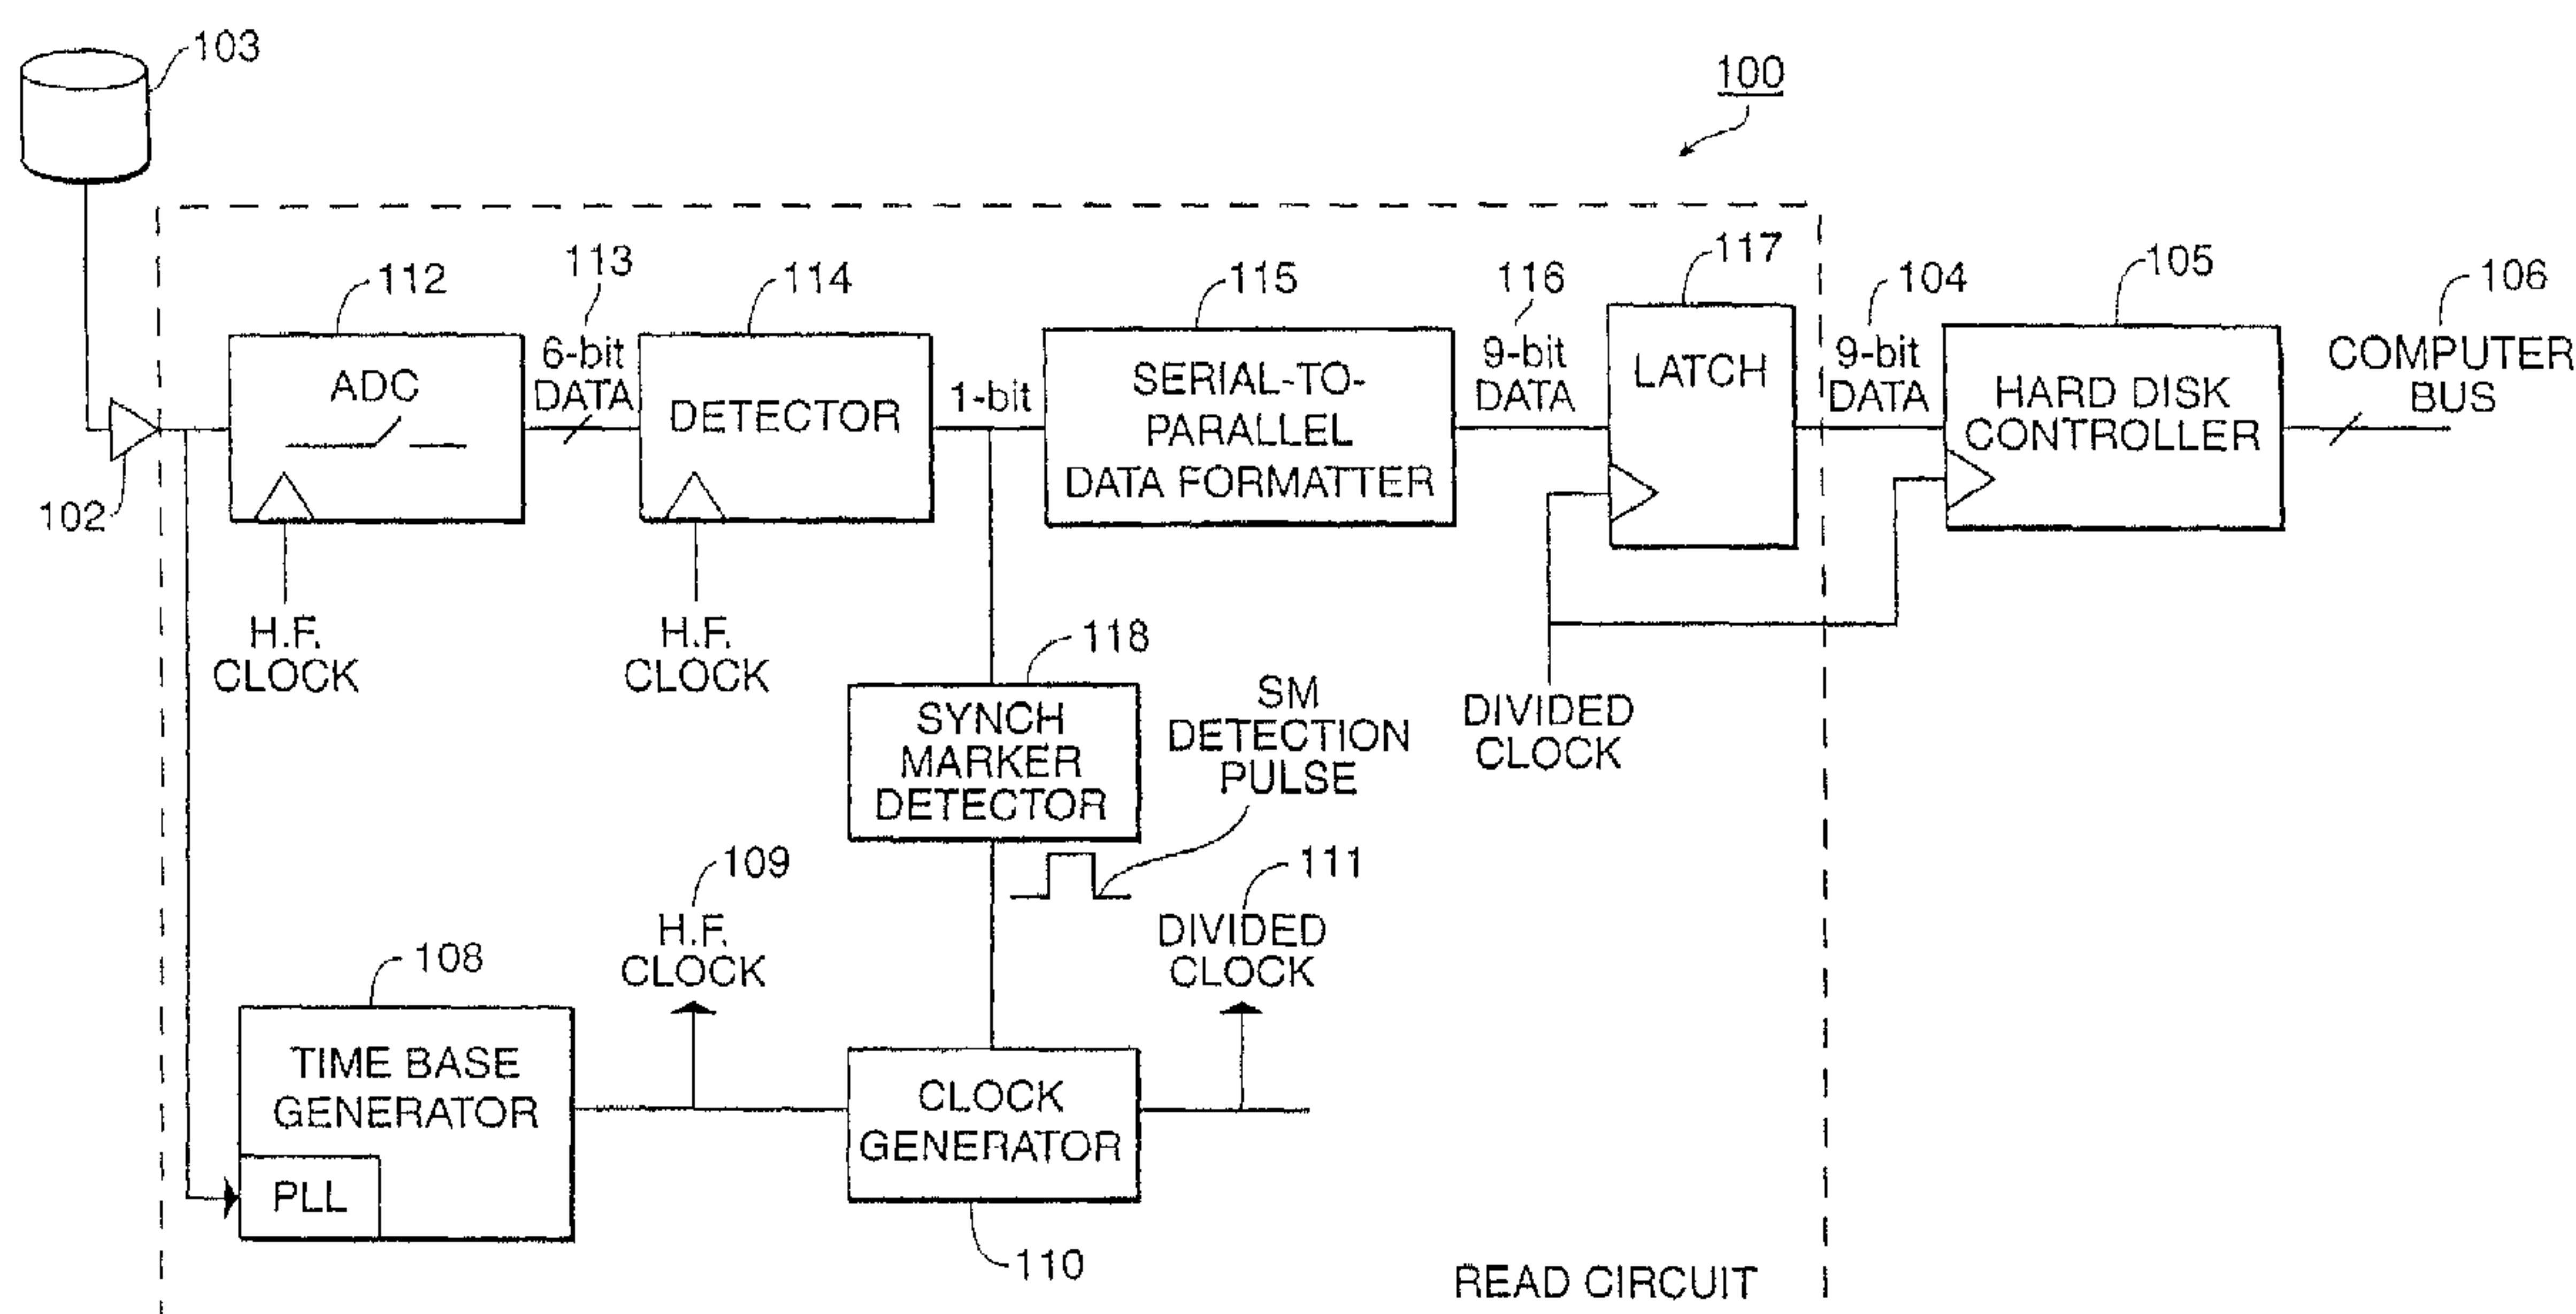 103
100
112
113
114
115
116
117
104
105
106
6-bit
DATA
9-bit
DATA
9-bit
DATA
COMPUTER
BUS
ADC
DETECTOR
1-bit
SERIAL-TO-
PARALLEL
DATA FORMATTER
LATCH
HARD DISK
CONTROLLER
102
H.F.
CLOCK
H.F.
CLOCK
118
SYNCH
MARKER
DETECTOR
SM
DETECTION
PULSE
DIVIDED
CLOCK
109
H.F.
CLOCK
111
DIVIDED
CLOCK
108
TIME BASE
GENERATOR
PLL
CLOCK
GENERATOR
110
READ CIRCUIT